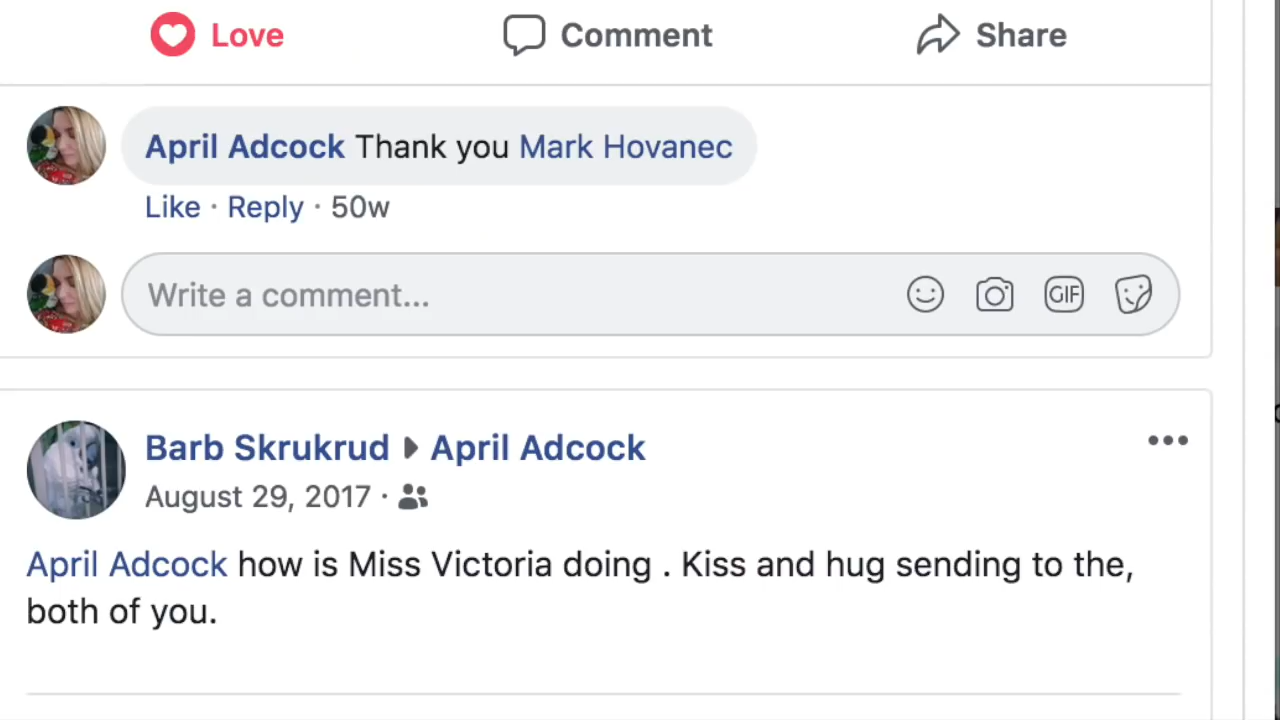 Love Comment Share
April Adcock Thank you Mark Hovanec
Like · Reply · 50w
Write a comment... GIF
Barb Skrukrud April Adcock
August 29, 2017 ·
April Adcock how is Miss Victoria doing . Kiss and hug sending to the,
both of you.